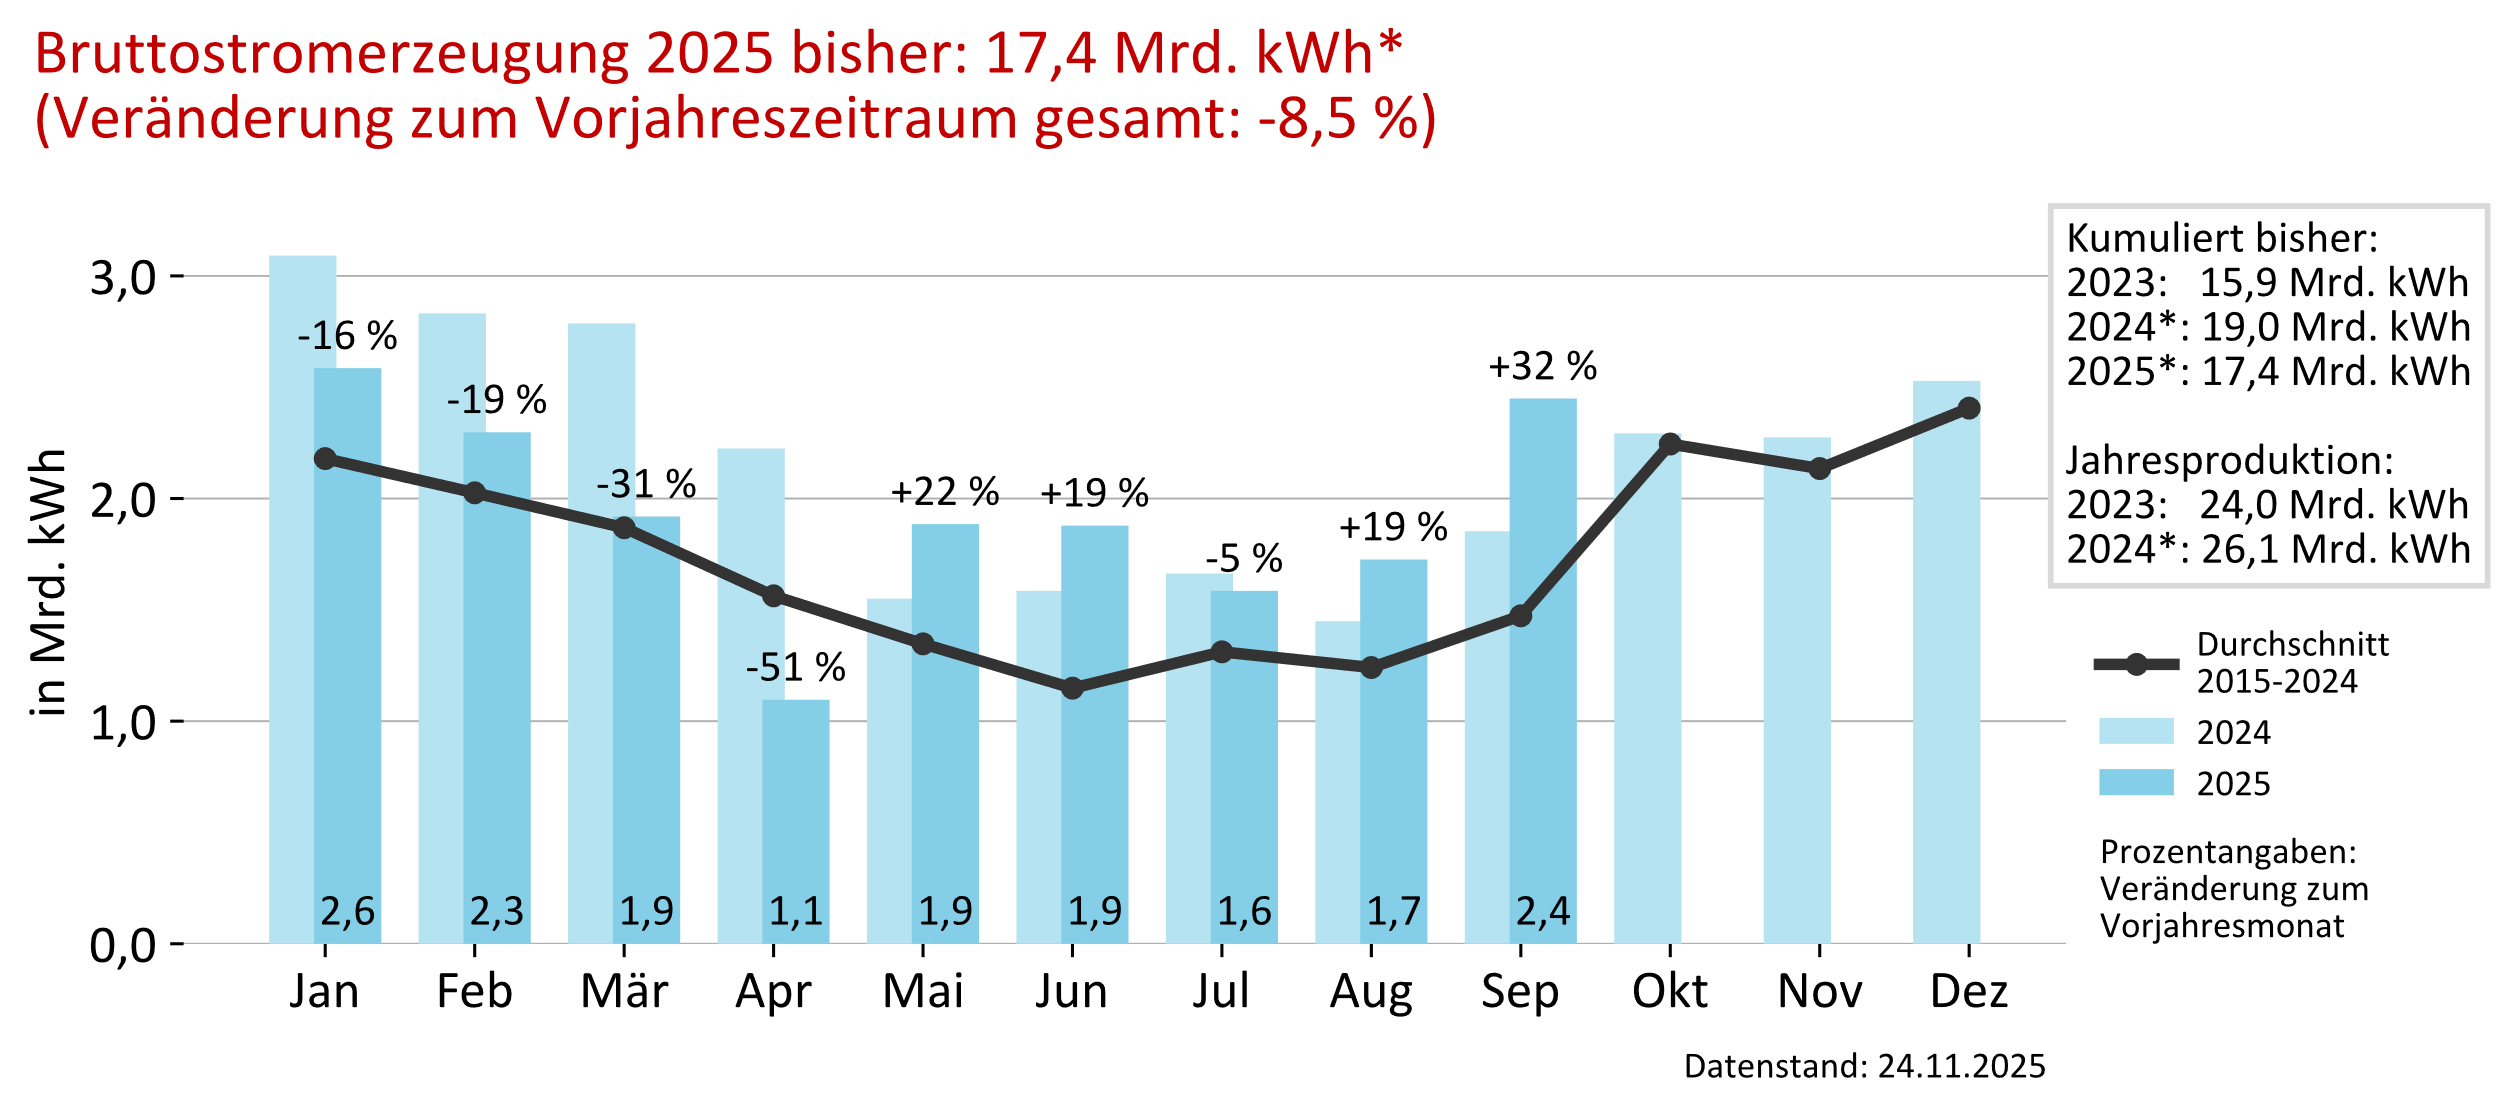 Bruttostromerzeugung 2025 bisher: 17,4 Mrd. kWh*
(Veränderung zum Vorjahreszeitraum gesamt: -8,5 %)
in Mrd. kWh
3,0
2,0
1,0
0,0
-16 %
-19 %
-31 %
-51 %
+22 %
+19 %
-5 %
+19 %
+32 %
2,6
2,3
1,9
1,1
1,9
1,9
1,6
1,7
2,4
Jan
Feb
Mär
Apr
Mai
Jun
Jul
Aug
Sep
Okt
Nov
Dez
Kumuliert bisher:
2023: 15,9 Mrd. kWh
2024*: 19,0 Mrd. kWh
2025*: 17,4 Mrd. kWh
Jahresproduktion:
2023: 24,0 Mrd. kWh
2024*: 26,1 Mrd. kWh
Durchschnitt
2015-2024
2024
2025
Prozentangaben:
Veränderung zum
Vorjahresmonat
Datenstand: 24.11.2025